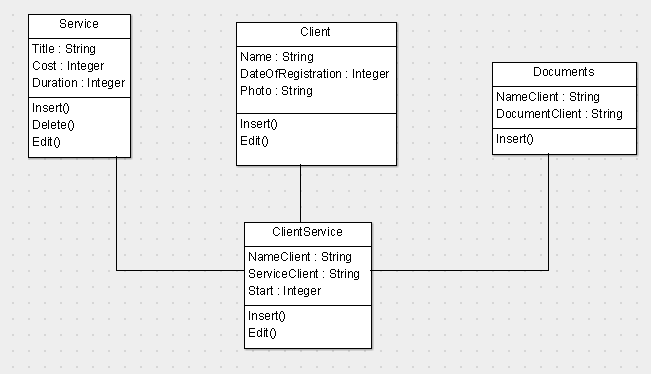 Service
Title : String
Cost : Integer
Duration : Integer
Insert()
Delete()
Edit()
Client
Name : String
DateOfRegistration : Integer
Photo : String
Insert()
Edit()
Documents
NameClient : String
DocumentClient : String
Insert()
ClientService
NameClient : String
ServiceClient : String
Start : Integer
Insert()
Edit()